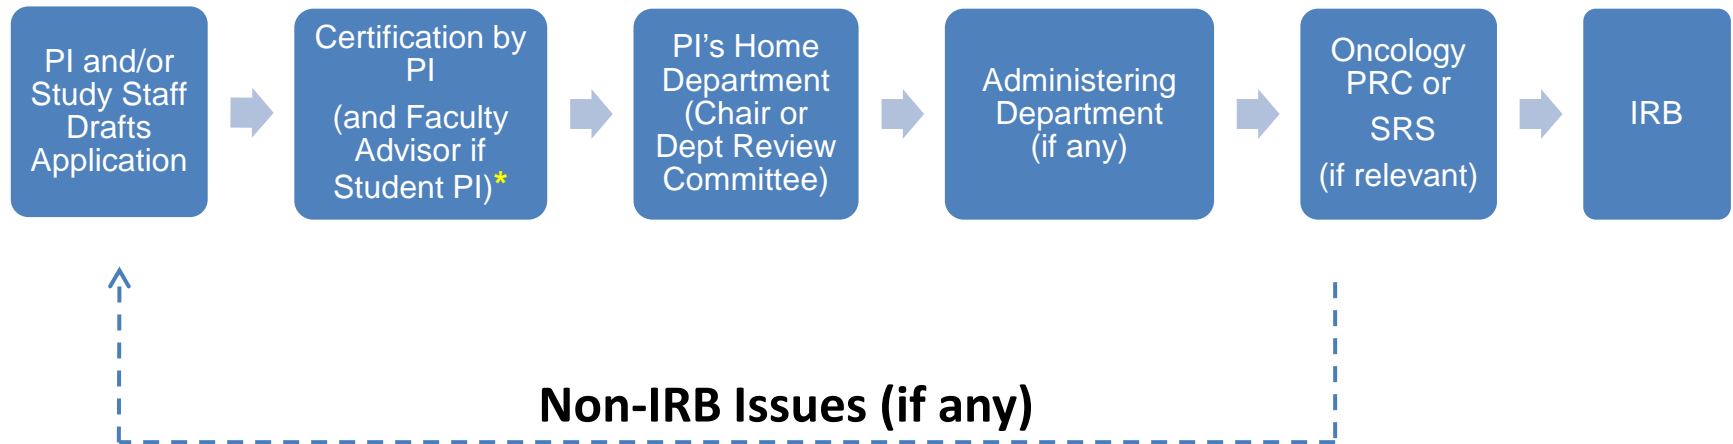 PI and/or
Study Staff
Drafts
Application
Certification by
PI
(and Faculty
Advisor if
Student PI)*
PI’s Home
Department
(Chair or
Dept Review
Committee)
Administering
Department
(if any)
Oncology
PRC or
SRS
(if relevant)
IRB
Non-IRB Issues (if any)